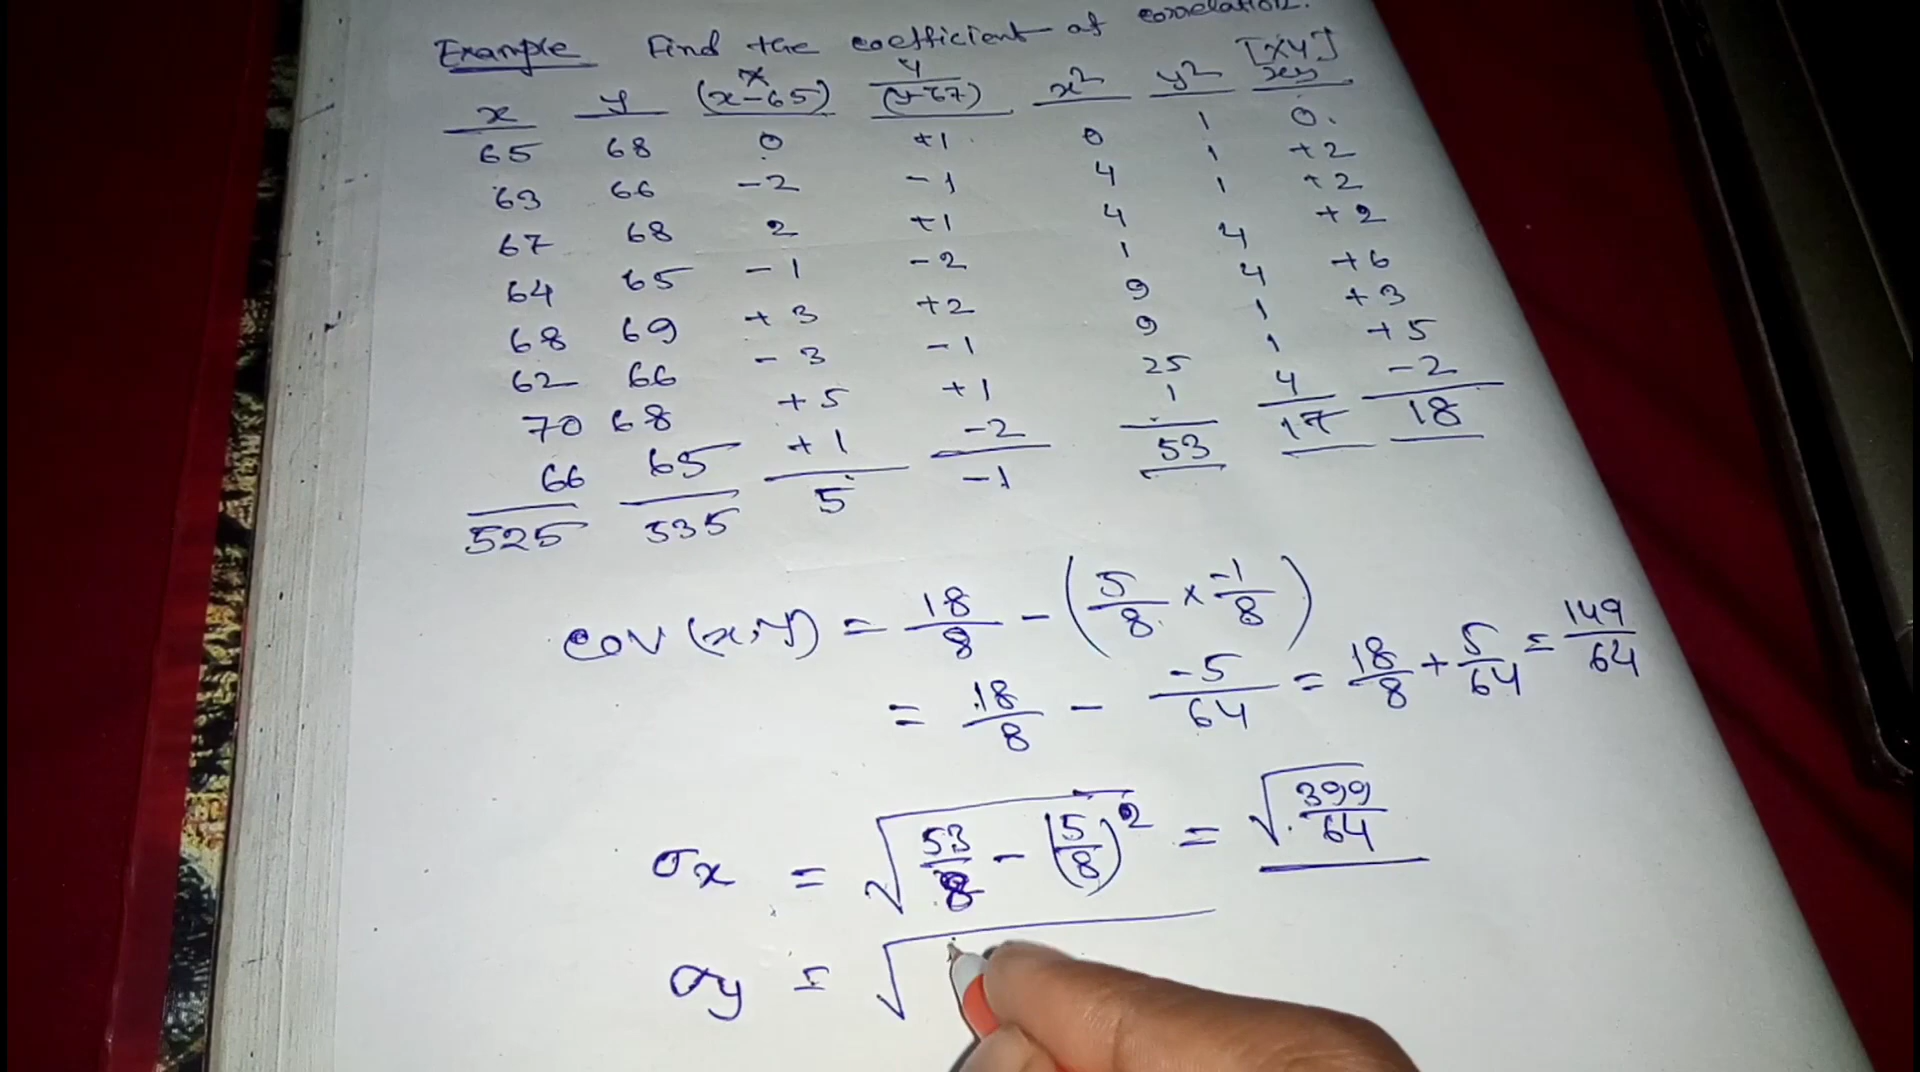 Example Find the coefficient of correlation.
x y X (x-65) Y (y-67) x² y² [XY] xy
65 68 0 +1 0 1 0.
63 66 -2 -1 4 1 +2
67 68 2 +1 4 1 +2
64 65 -1 -2 1 4 +2
68 69 +3 +2 9 4 +6
62 66 -3 -1 9 1 +3
70 68 +5 +1 25 1 +5
66 65 +1 -2 1 4 -2
525 535 5 -1 53 17 18
cov (x,y) = 18/8 - (5/8 × -1/8)
= 18/8 - -5/64 = 18/8 + 5/64 = 149/64
σx = √(53/8 - (5/8)²) = √(399/64)
σy = √